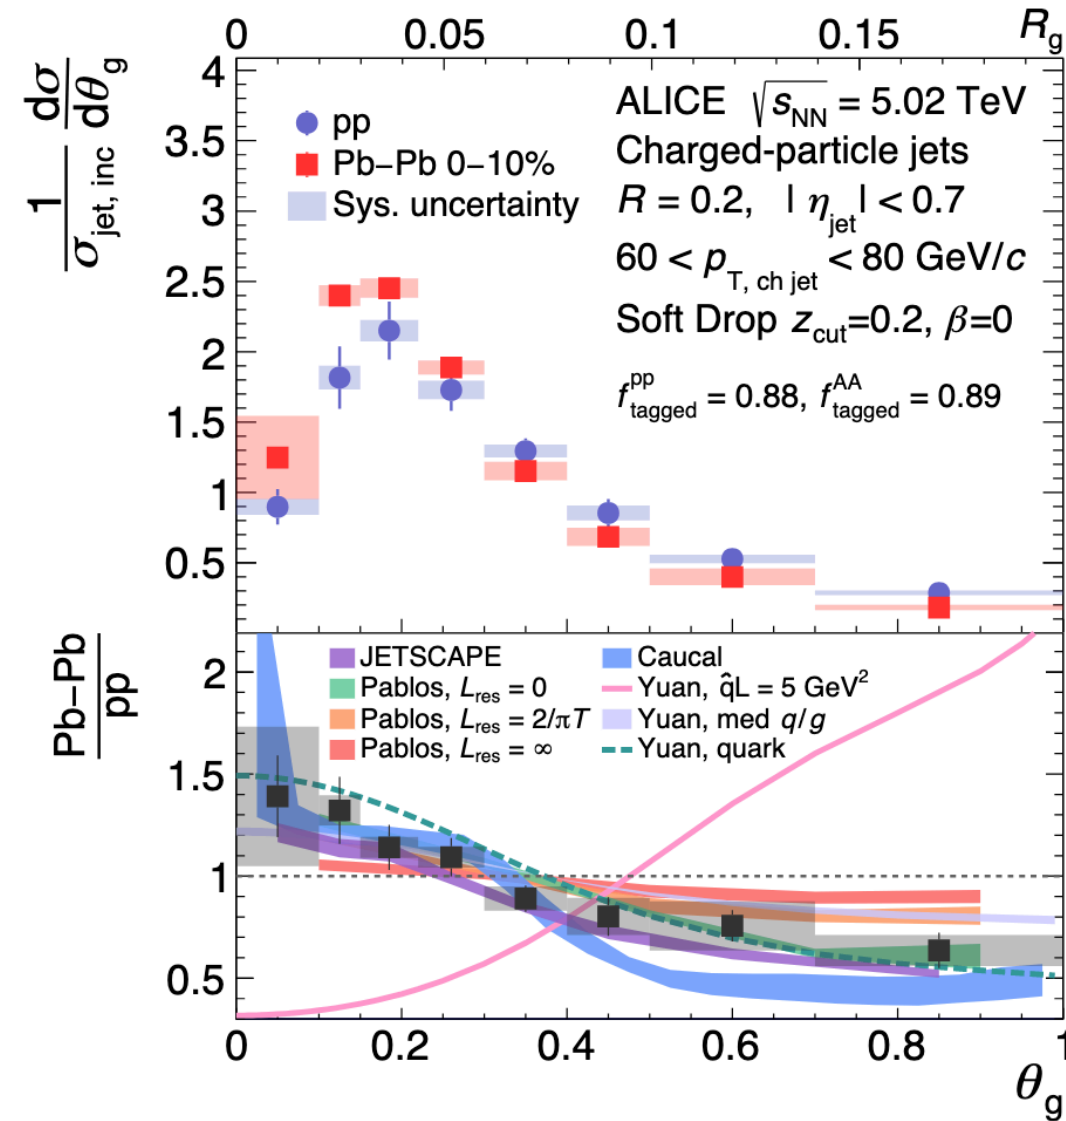 0 0.05 0.1 0.15 R_g
1/σ_jet, inc dσ/dθ_g
4
3.5
3
2.5
2
1.5
1
0.5
pp
Pb−Pb 0−10%
Sys. uncertainty
ALICE √s_NN = 5.02 TeV
Charged-particle jets
R = 0.2, | η_jet | < 0.7
60 < p_T, ch jet < 80 GeV/c
Soft Drop z_cut=0.2, β=0
f_tagged^pp = 0.88, f_tagged^AA = 0.89
Pb−Pb/pp
2
1.5
1
0.5
JETSCAPE
Pablos, L_res = 0
Pablos, L_res = 2/πT
Pablos, L_res = ∞
Caucal
Yuan, q̂L = 5 GeV²
Yuan, med q/g
Yuan, quark
0 0.2 0.4 0.6 0.8 1
θ_g